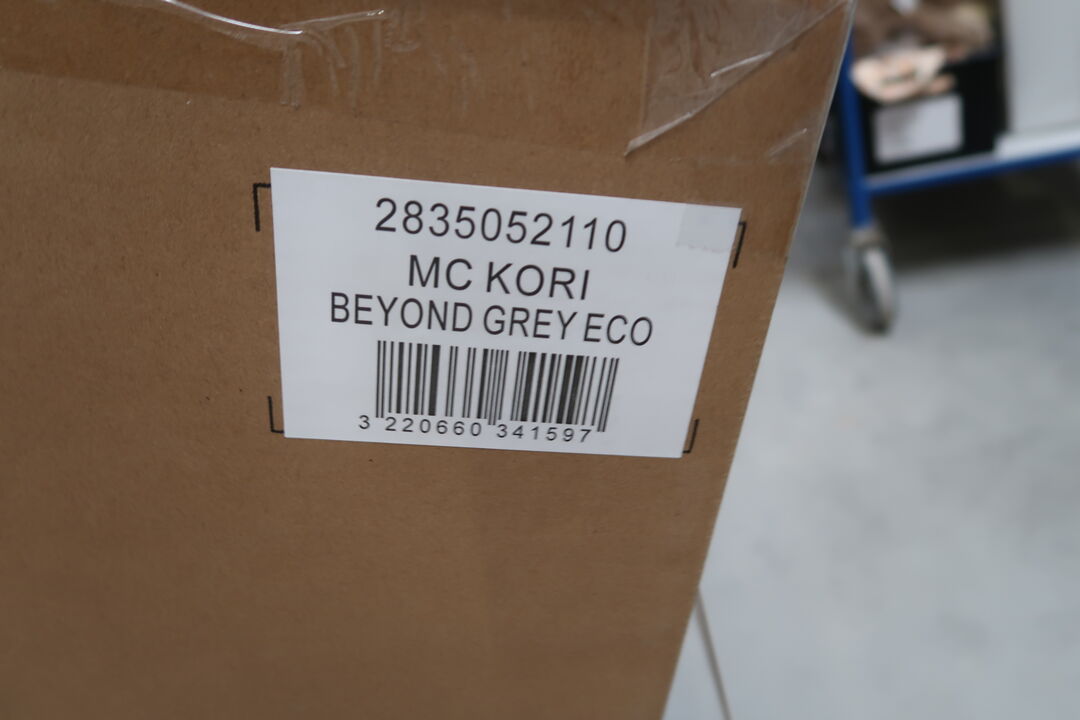 2835052110
MC KORI
BEYOND GREY ECO
3 220660 341597